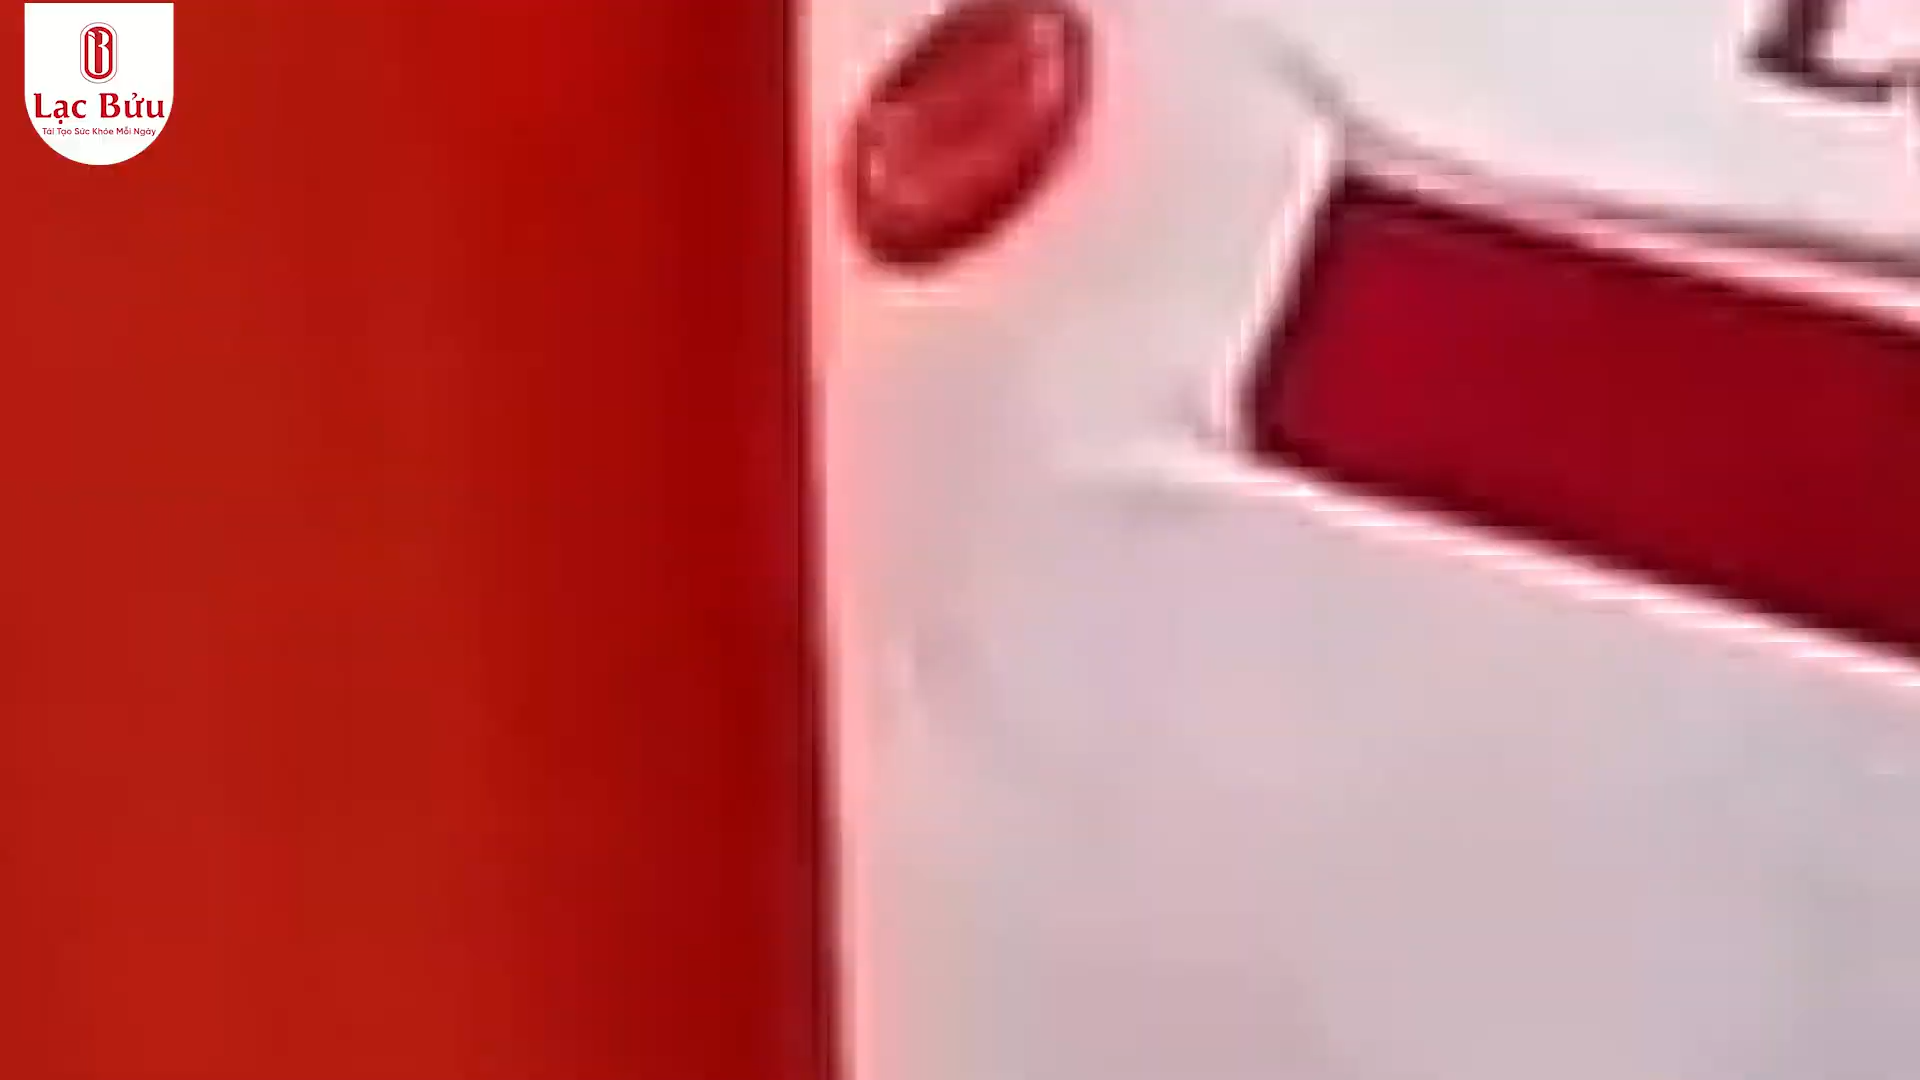 Lạc Bửu
Tái Tạo Sức Khỏe Mỗi Ngày